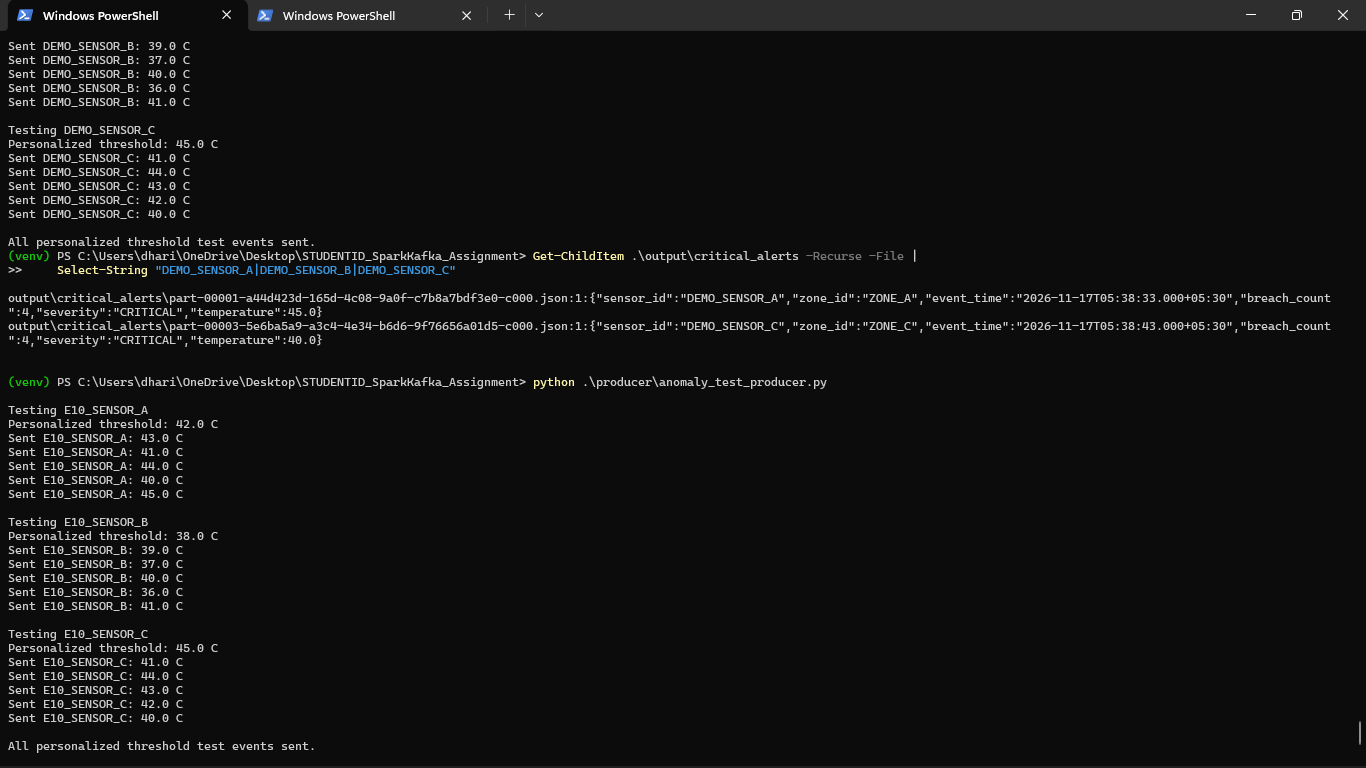 Windows PowerShell
Windows PowerShell
Sent DEMO_SENSOR_B: 39.0 C
Sent DEMO_SENSOR_B: 37.0 C
Sent DEMO_SENSOR_B: 40.0 C
Sent DEMO_SENSOR_B: 36.0 C
Sent DEMO_SENSOR_B: 41.0 C
Testing DEMO_SENSOR_C
Personalized threshold: 45.0 C
Sent DEMO_SENSOR_C: 41.0 C
Sent DEMO_SENSOR_C: 44.0 C
Sent DEMO_SENSOR_C: 43.0 C
Sent DEMO_SENSOR_C: 42.0 C
Sent DEMO_SENSOR_C: 40.0 C
All personalized threshold test events sent.
(venv) PS C:\Users\dhari\OneDrive\Desktop\STUDENTID_SparkKafka_Assignment> Get-ChildItem .\output\critical_alerts -Recurse -File |
>>     Select-String "DEMO_SENSOR_A|DEMO_SENSOR_B|DEMO_SENSOR_C"
output\critical_alerts\part-00001-a44d423d-165d-4c08-9a0f-c7b8a7bdf3e0-c000.json:1:{"sensor_id":"DEMO_SENSOR_A","zone_id":"ZONE_A","event_time":"2026-11-17T05:38:33.000+05:30","breach_count
":4,"severity":"CRITICAL","temperature":45.0}
output\critical_alerts\part-00003-5e6ba5a9-a3c4-4e34-b6d6-9f76656a01d5-c000.json:1:{"sensor_id":"DEMO_SENSOR_C","zone_id":"ZONE_C","event_time":"2026-11-17T05:38:43.000+05:30","breach_count
":4,"severity":"CRITICAL","temperature":40.0}
(venv) PS C:\Users\dhari\OneDrive\Desktop\STUDENTID_SparkKafka_Assignment> python .\producer\anomaly_test_producer.py
Testing E10_SENSOR_A
Personalized threshold: 42.0 C
Sent E10_SENSOR_A: 43.0 C
Sent E10_SENSOR_A: 41.0 C
Sent E10_SENSOR_A: 44.0 C
Sent E10_SENSOR_A: 40.0 C
Sent E10_SENSOR_A: 45.0 C
Testing E10_SENSOR_B
Personalized threshold: 38.0 C
Sent E10_SENSOR_B: 39.0 C
Sent E10_SENSOR_B: 37.0 C
Sent E10_SENSOR_B: 40.0 C
Sent E10_SENSOR_B: 36.0 C
Sent E10_SENSOR_B: 41.0 C
Testing E10_SENSOR_C
Personalized threshold: 45.0 C
Sent E10_SENSOR_C: 41.0 C
Sent E10_SENSOR_C: 44.0 C
Sent E10_SENSOR_C: 43.0 C
Sent E10_SENSOR_C: 42.0 C
Sent E10_SENSOR_C: 40.0 C
All personalized threshold test events sent.